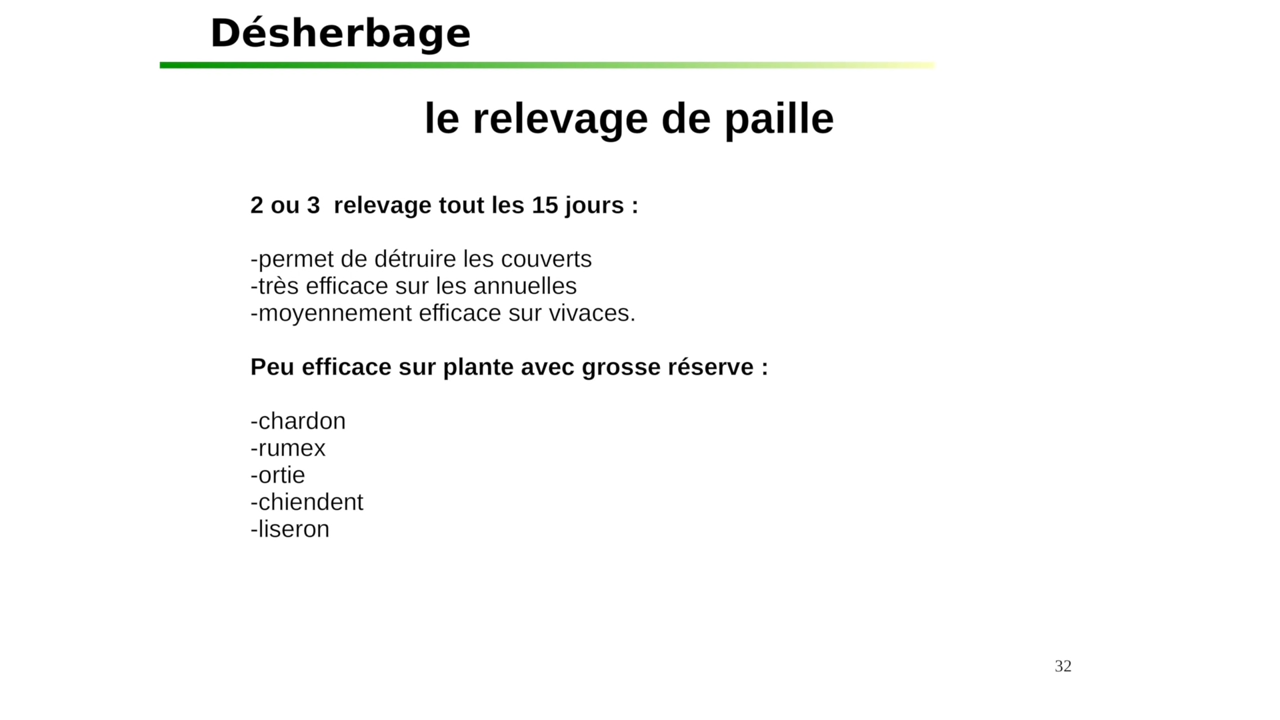 Désherbage
le relevage de paille
2 ou 3  relevage tout les 15 jours :
-permet de détruire les couverts
-très efficace sur les annuelles
-moyennement efficace sur vivaces.
Peu efficace sur plante avec grosse réserve :
-chardon
-rumex
-ortie
-chiendent
-liseron
32